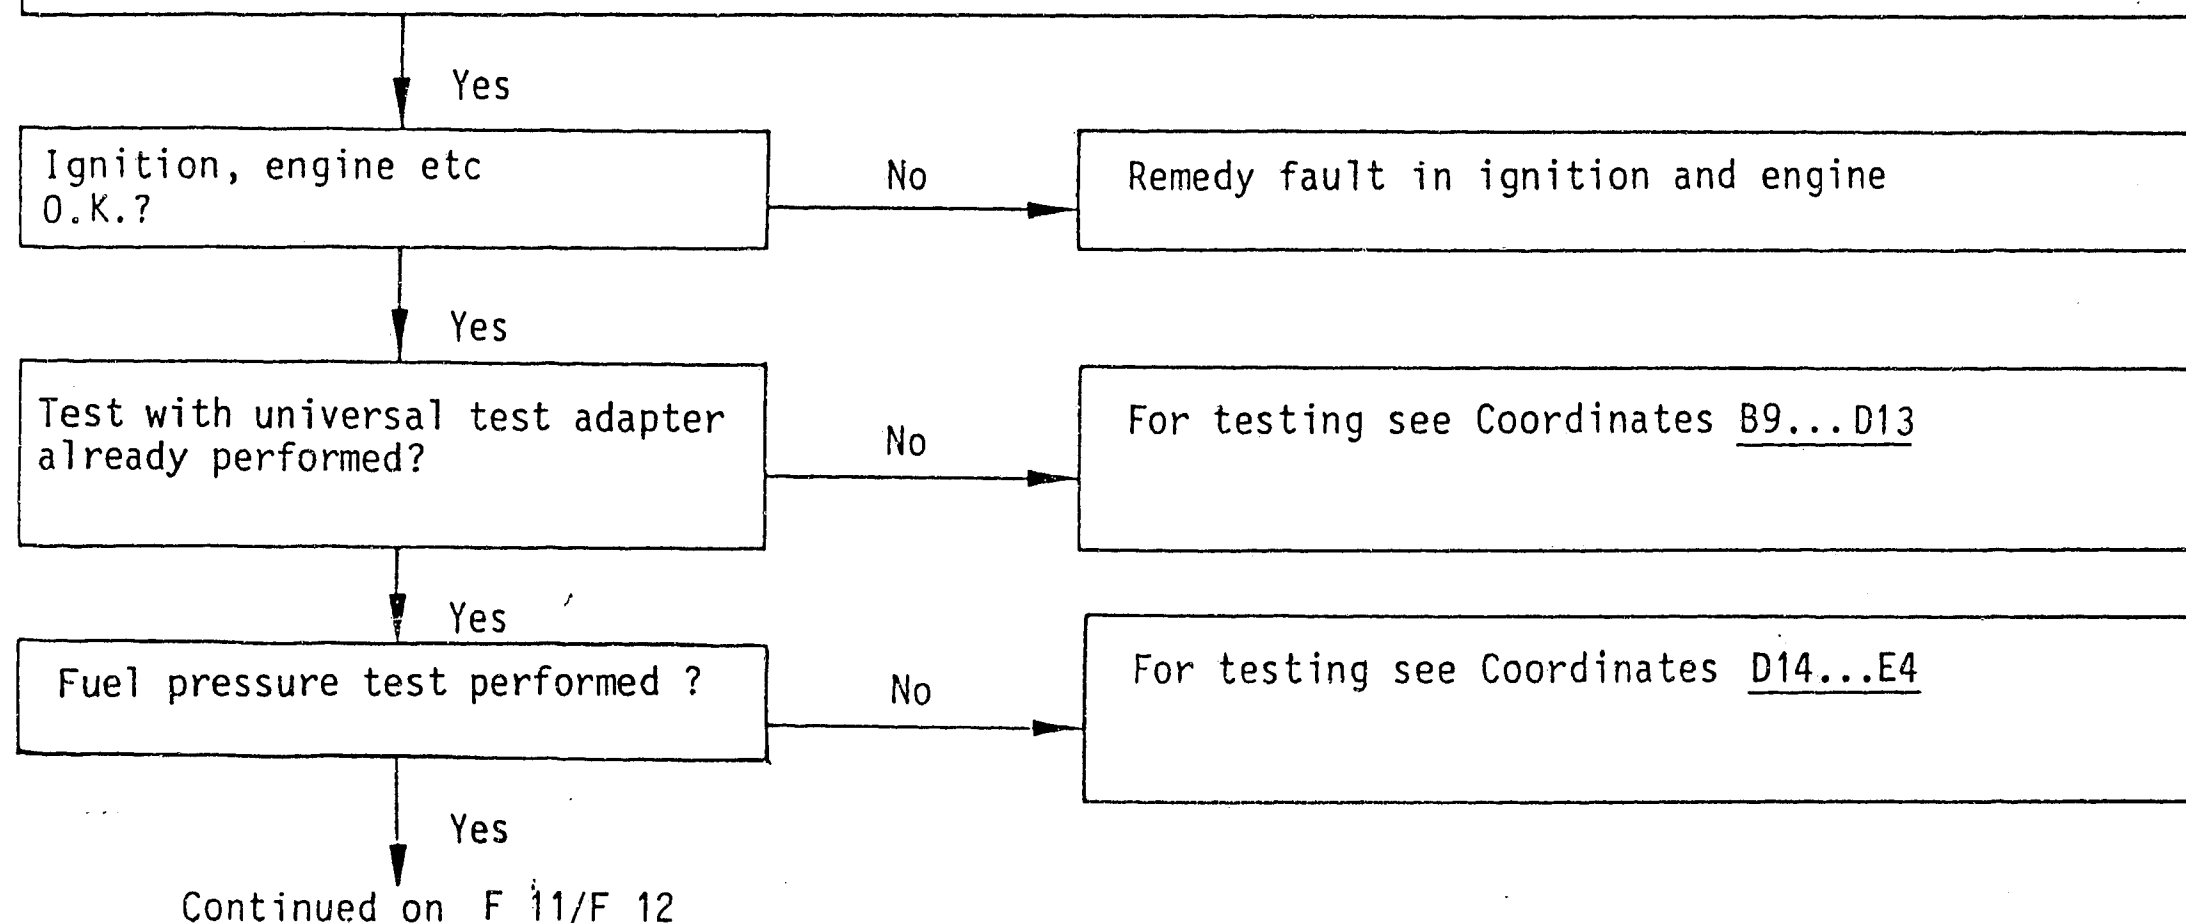 Yes
Ignition, engine etc
O.K.?
No
Remedy fault in ignition and engine
Yes
Test with universal test adapter
already performed?
No
For testing see Coordinates B9...D13
Yes
Fuel pressure test performed ?
No
For testing see Coordinates D14...E4
Yes
Continued on F 11/F 12